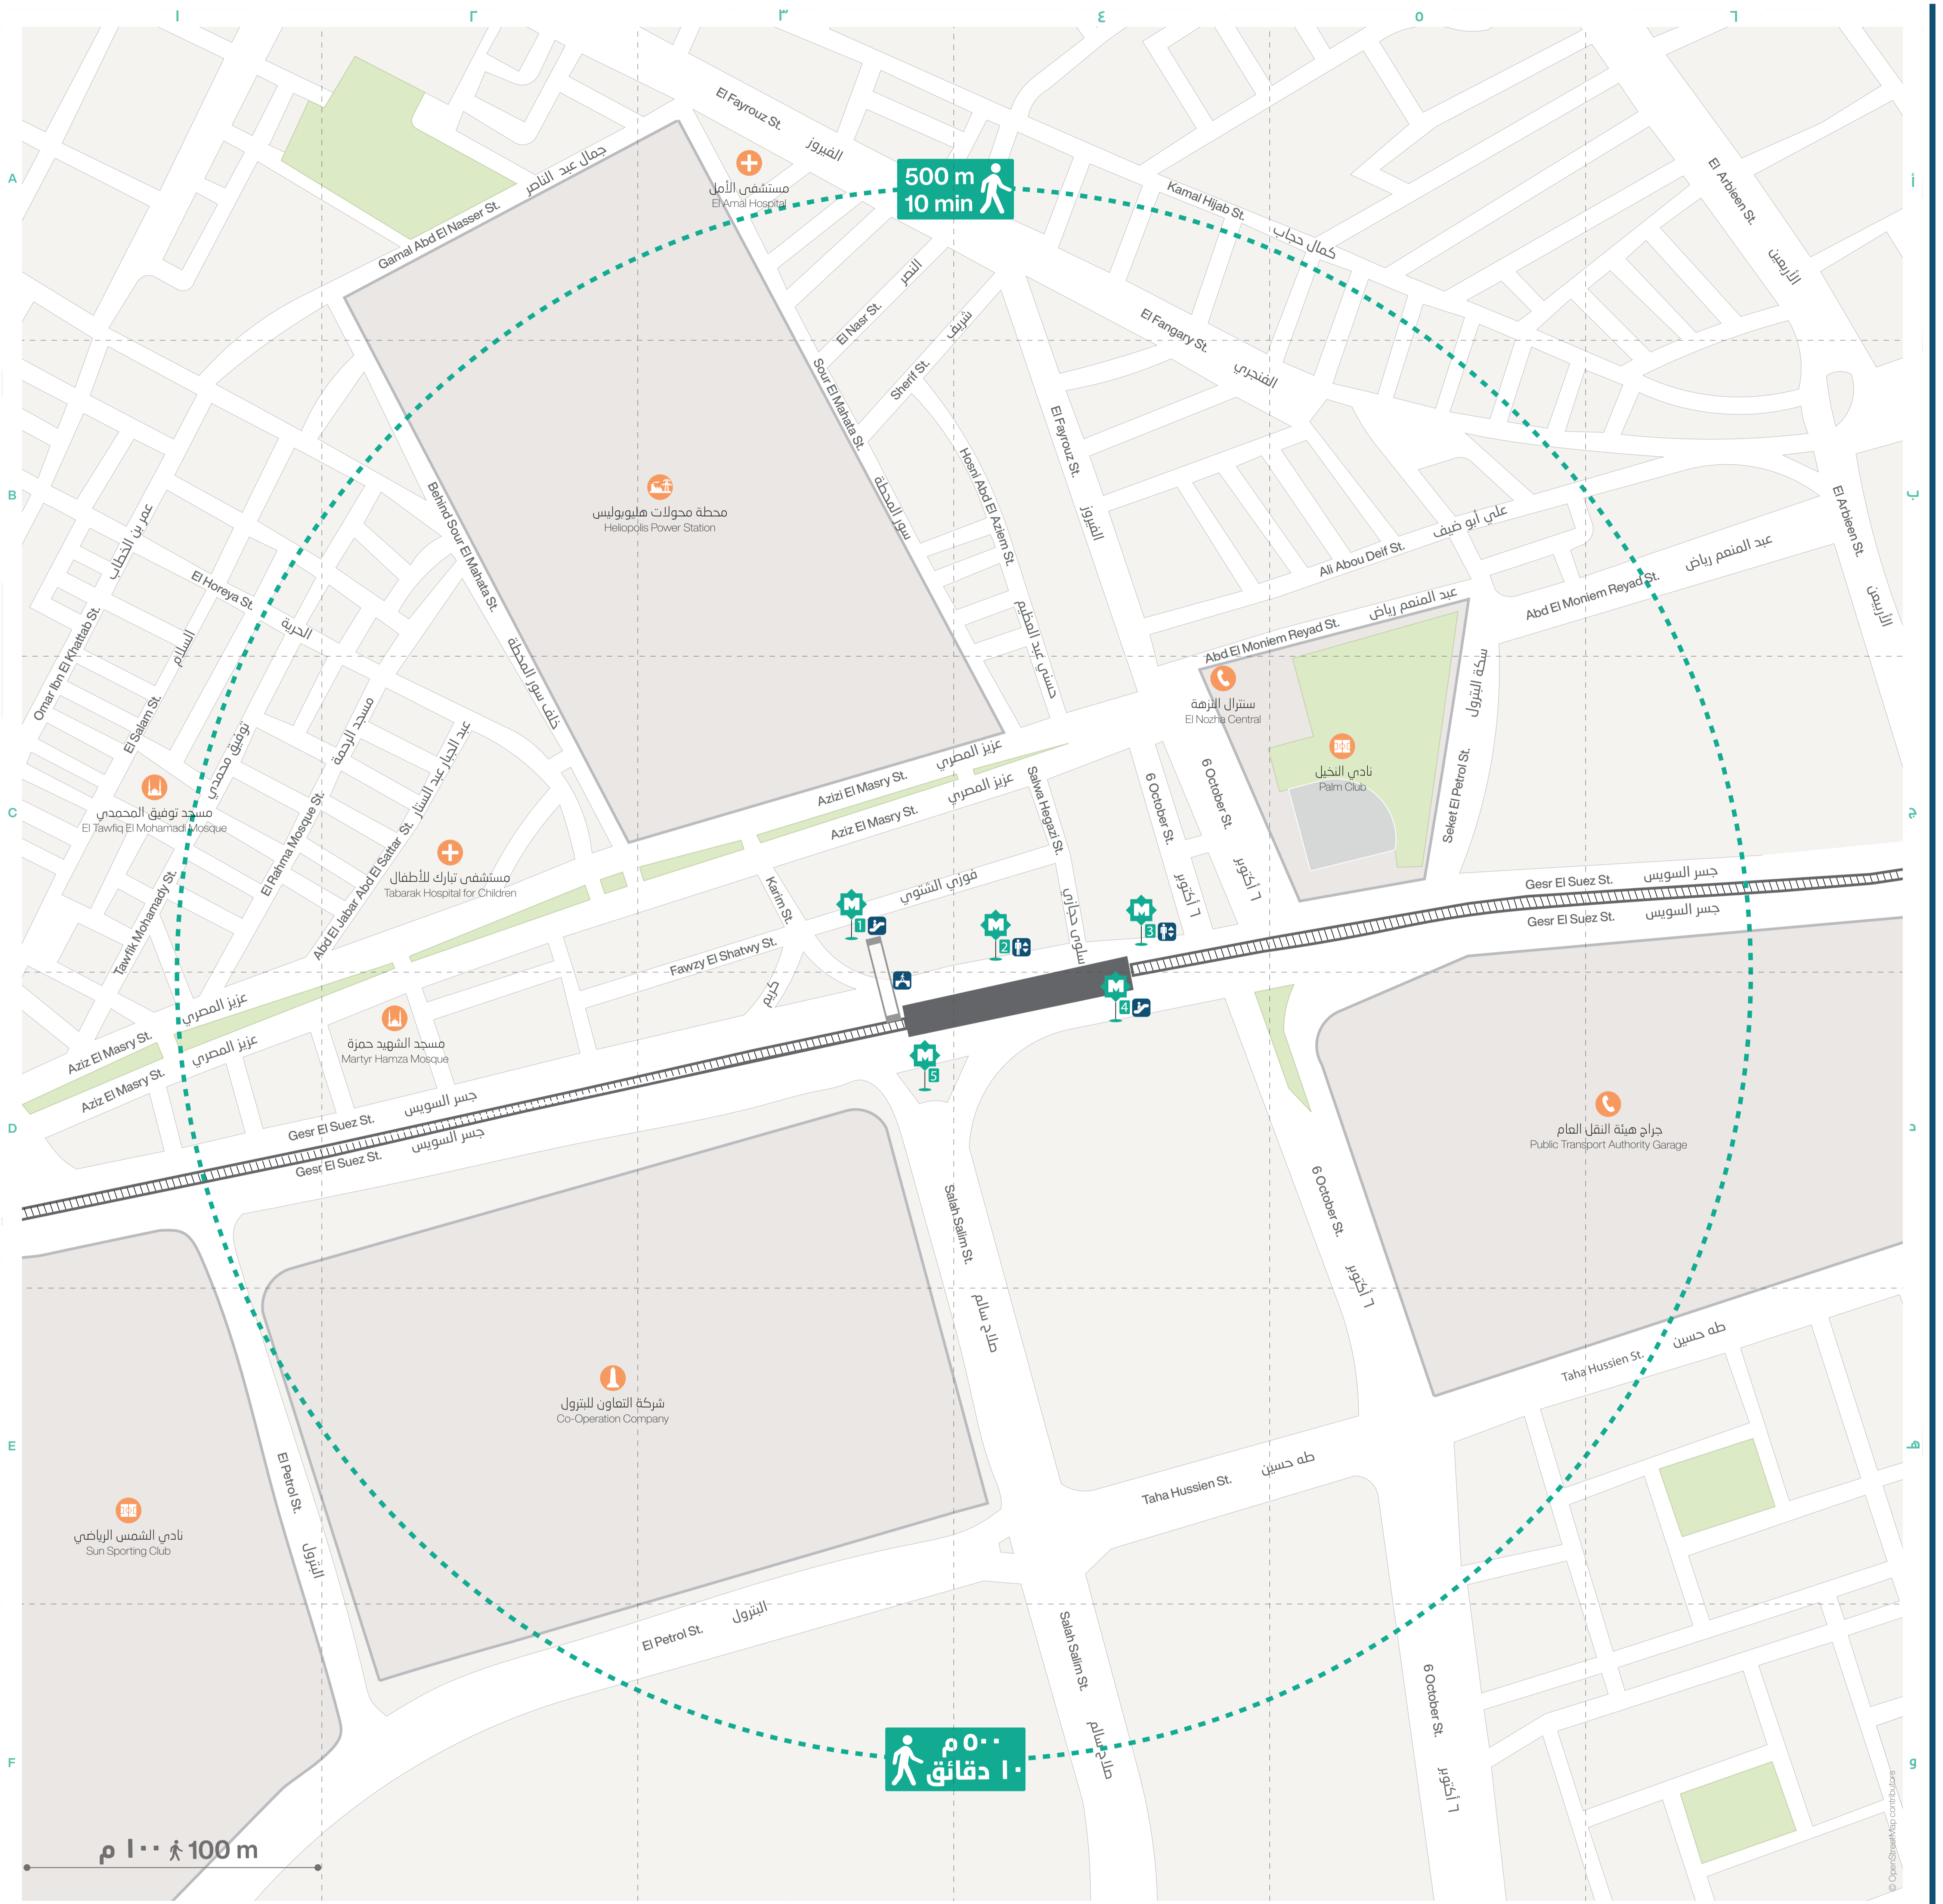 ١ ٢ ٣ ٤ ٥ ٦
A
أ
B
ب
C
ج
D
د
E
هـ
F
و
El Fayrouz St. الفيروز
500 m
10 min
مستشفى الأمل
El Amal Hospital
Gamal Abd El Nasser St. جمال عبد الناصر
Kamal Hijab St. كمال حجاب
El Arbieen St. الأربعين
El Nasr St. النصر
Sherif St. شريف
El Fangary St. الفنجري
Sour El Mahata St. سور المحطة
El Fayrouz St. الفيروز
Hosni Abd El Aziem St. حسني عبد العظيم
محطة محولات هليوبوليس
Heliopolis Power Station
Behind Sour El Mahata St. خلف سور المحطة
Omar Ibn El Khattab St. عمر بن الخطاب
El Horeya St. الحرية
El Salam St. السلام
Ali Abou Deif St. علي أبو ضيف
Abd El Moniem Reyad St. عبد المنعم رياض
Abd El Moniem Reyad St. عبد المنعم رياض
El Arbieen St. الأربعين
سنترال النزهة
El Nozha Central
نادي النخيل
Palm Club
Seket El Petrol St. سكة البترول
مسجد توفيق المحمدي
El Tawfiq El Mohamadi Mosque
Tawfik Mohamady St. توفيق محمدي
El Rahma Mosque St. مسجد الرحمة
Abd El Jabar Abd El Sattar St. عبد الجبار عبد الستار
مستشفى تبارك للأطفال
Tabarak Hospital for Children
Azizi El Masry St. عزيز المصري
Aziz El Masry St. عزيز المصري
Salwa Hegazi St. سلوى حجازي
6 October St. ٦ أكتوبر
6 October St. ٦ أكتوبر
Karim St. كريم
Fawzy El Shatwy St. فوزي الشتوي
1
2
3
4
5
Gesr El Suez St. جسر السويس
Gesr El Suez St. جسر السويس
Aziz El Masry St. عزيز المصري
Aziz El Masry St. عزيز المصري
مسجد الشهيد حمزة
Martyr Hamza Mosque
Gesr El Suez St. جسر السويس
Gesr El Suez St. جسر السويس
جراج هيئة النقل العام
Public Transport Authority Garage
6 October St. ٦ أكتوبر
Salah Salim St. صلاح سالم
Taha Hussien St. طه حسين
شركة التعاون للبترول
Co-Operation Company
Taha Hussien St. طه حسين
El Petrol St. البترول
نادي الشمس الرياضي
Sun Sporting Club
El Petrol St. البترول
Salah Salim St. صلاح سالم
6 October St. ٦ أكتوبر
٥٠٠ م
١٠ دقائق
١٠٠ م 100 m
© OpenStreetMap contributors